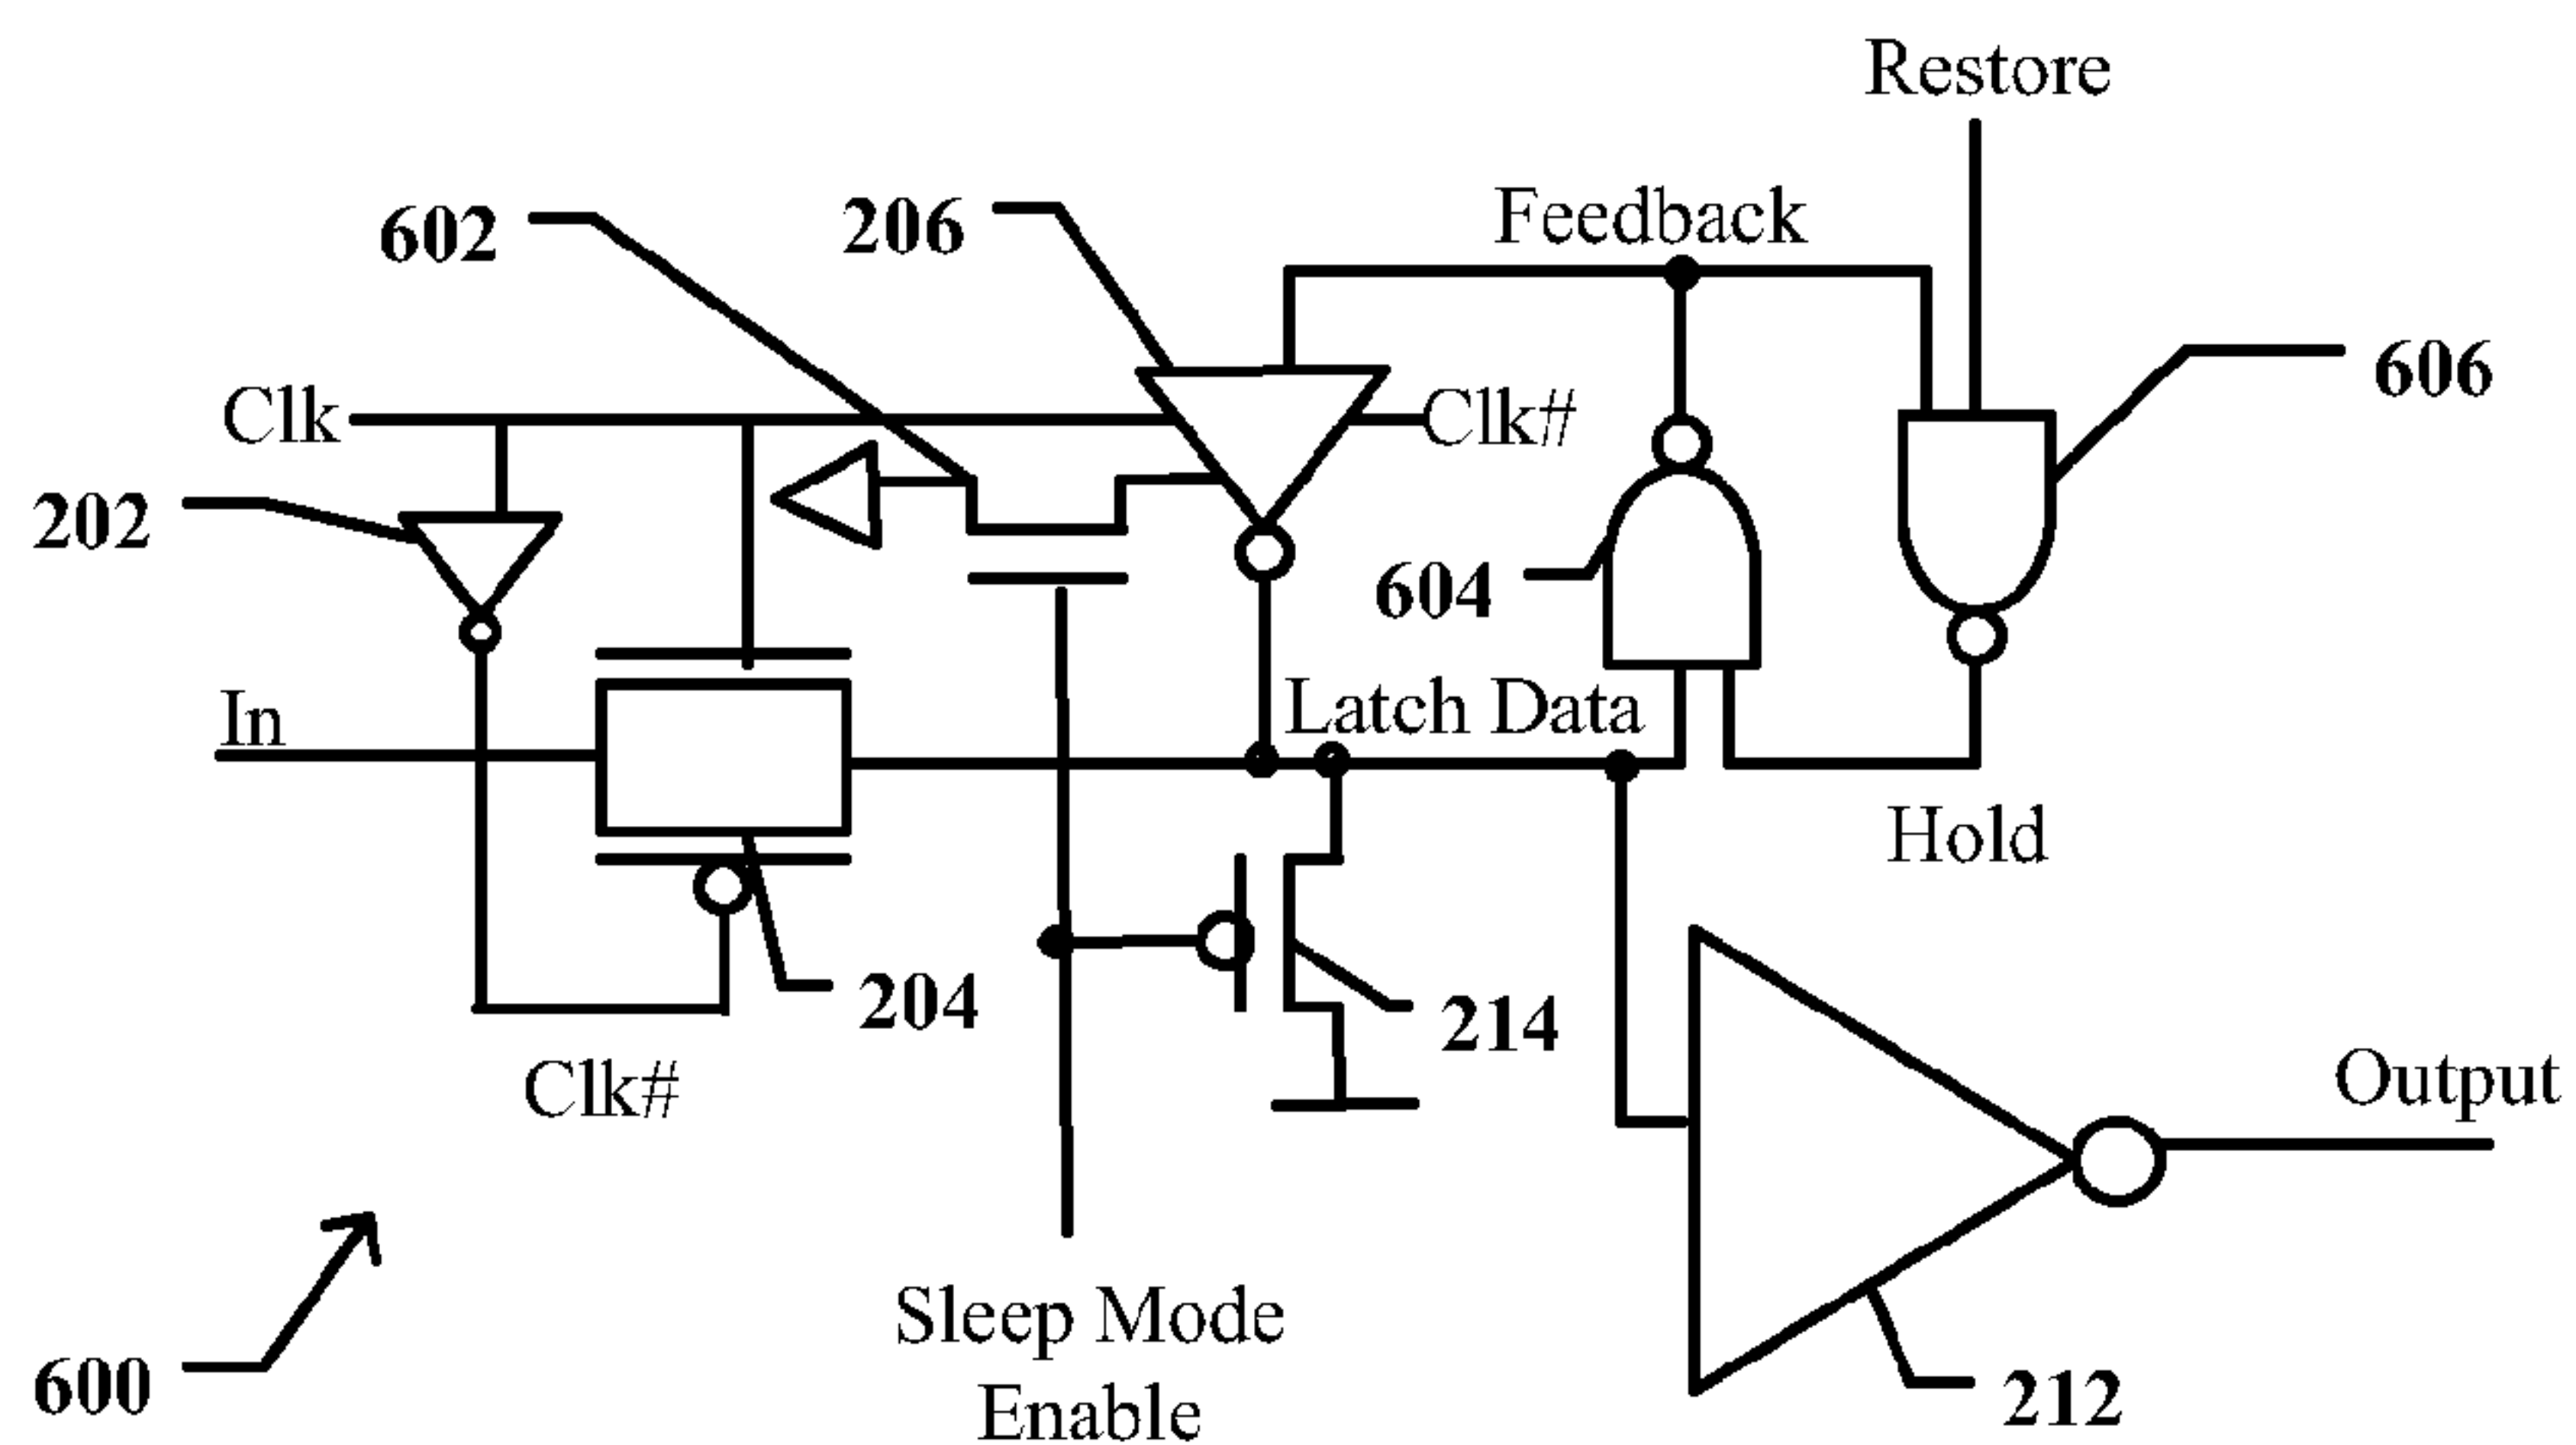 Restore
Feedback
602
206
606
Clk
Clk#
202
604
In
Latch Data
Hold
204
214
Clk#
Output
Sleep Mode
Enable
600
212